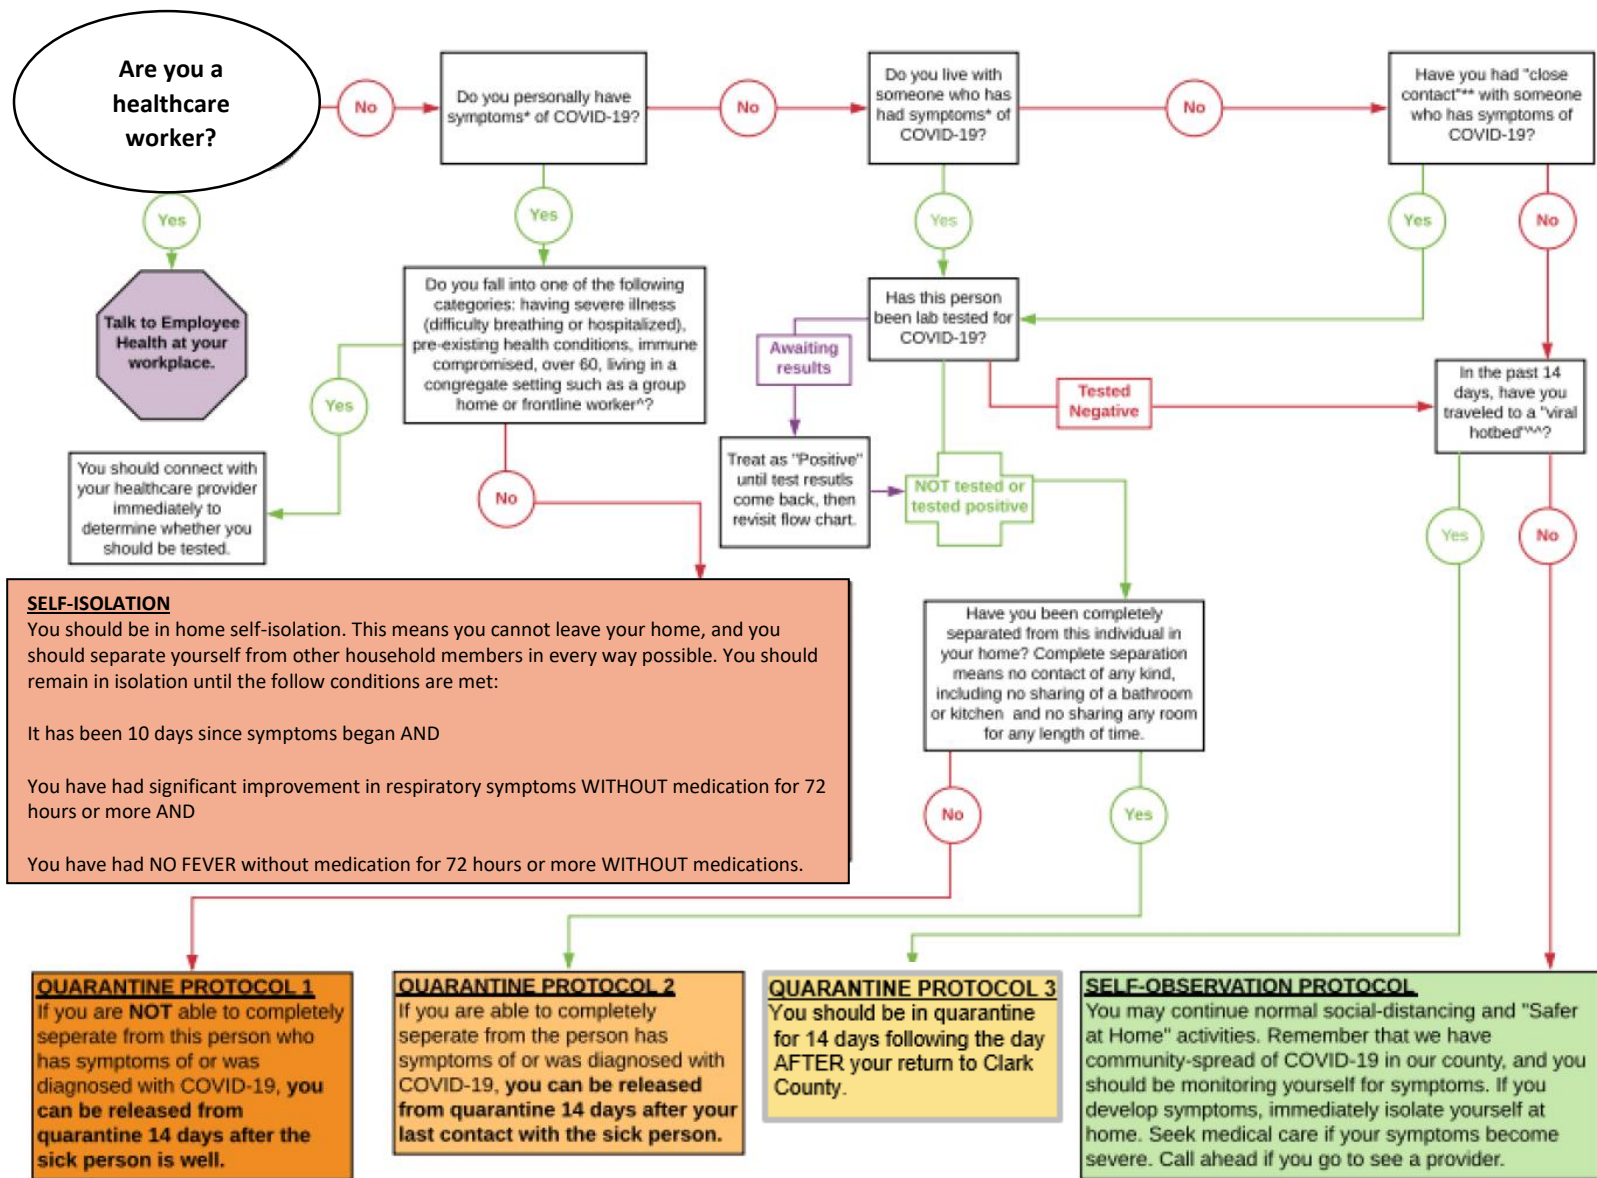 Are you a
healthcare
worker?
No
Do you personally have
symptoms* of COVID-19?
No
Do you live with
someone who has
had symptoms* of
COVID-19?
No
Have you had "close
contact"** with someone
who has symptoms of
COVID-19?
Yes
Yes
Yes
Yes
No
Talk to Employee
Health at your
workplace.
Do you fall into one of the following
categories: having severe illness
(difficulty breathing or hospitalized),
pre-existing health conditions, immune
compromised, over 60, living in a
congregate setting such as a group
home or frontline worker^?
Has this person
been lab tested for
COVID-19?
Awaiting
results
Yes
Tested
Negative
In the past 14
days, have you
traveled to a "viral
hotbed"^^^?
You should connect with
your healthcare provider
immediately to
determine whether you
should be tested.
No
Treat as "Positive"
until test resutls
come back, then
revisit flow chart.
NOT tested or
tested positive
Yes
No
SELF-ISOLATION
You should be in home self-isolation. This means you cannot leave your home, and you
should separate yourself from other household members in every way possible. You should
remain in isolation until the follow conditions are met:
It has been 10 days since symptoms began AND
You have had significant improvement in respiratory symptoms WITHOUT medication for 72
hours or more AND
You have had NO FEVER without medication for 72 hours or more WITHOUT medications.
Have you been completely
separated from this individual in
your home? Complete separation
means no contact of any kind,
including no sharing of a bathroom
or kitchen and no sharing any room
for any length of time.
No
Yes
QUARANTINE PROTOCOL 1
If you are NOT able to completely
seperate from this person who
has symptoms of or was
diagnosed with COVID-19, you
can be released from
quarantine 14 days after the
sick person is well.
QUARANTINE PROTOCOL 2
If you are able to completely
seperate from the person has
symptoms of or was diagnosed with
COVID-19, you can be released
from quarantine 14 days after your
last contact with the sick person.
QUARANTINE PROTOCOL 3
You should be in quarantine
for 14 days following the day
AFTER your return to Clark
County.
SELF-OBSERVATION PROTOCOL
You may continue normal social-distancing and "Safer
at Home" activities. Remember that we have
community-spread of COVID-19 in our county, and you
should be monitoring yourself for symptoms. If you
develop symptoms, immediately isolate yourself at
home. Seek medical care if your symptoms become
severe. Call ahead if you go to see a provider.